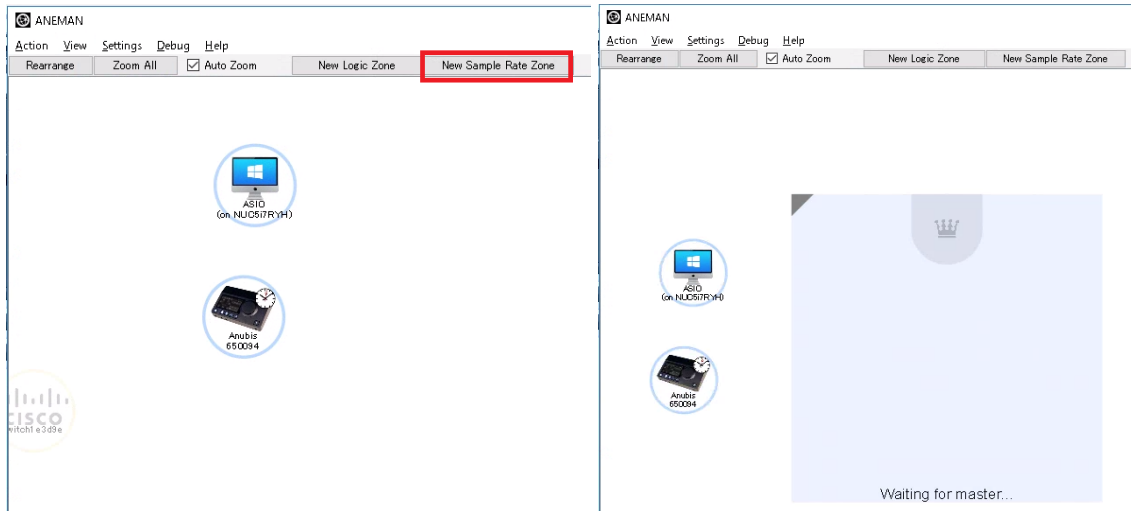 ANEMAN
Action View Settings Debug Help
Rearrange Zoom All Auto Zoom New Logic Zone New Sample Rate Zone
ASIO
(on NUC5i7RYH)
Anubis
650094
CISCO
witch1e3d9e
ANEMAN
Action View Settings Debug Help
Rearrange Zoom All Auto Zoom New Logic Zone New Sample Rate Zone
ASIO
(on NUC5i7RYH)
Anubis
650094
Waiting for master...